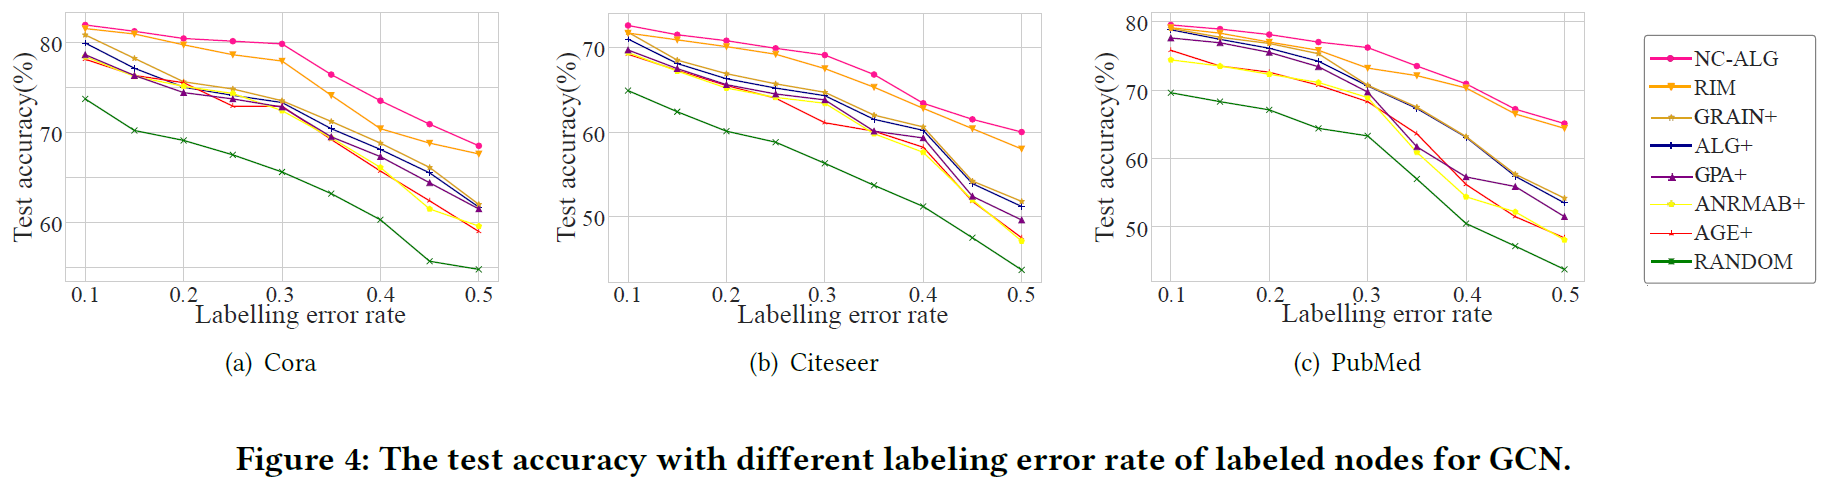 Test accuracy(%)
80
70
60
0.1 0.2 0.3 0.4 0.5
Labelling error rate
(a) Cora
Test accuracy(%)
70
60
50
0.1 0.2 0.3 0.4 0.5
Labelling error rate
(b) Citeseer
Test accuracy(%)
80
70
60
50
0.1 0.2 0.3 0.4 0.5
Labelling error rate
(c) PubMed
NC-ALG
RIM
GRAIN+
ALG+
GPA+
ANRMAB+
AGE+
RANDOM
Figure 4: The test accuracy with different labeling error rate of labeled nodes for GCN.